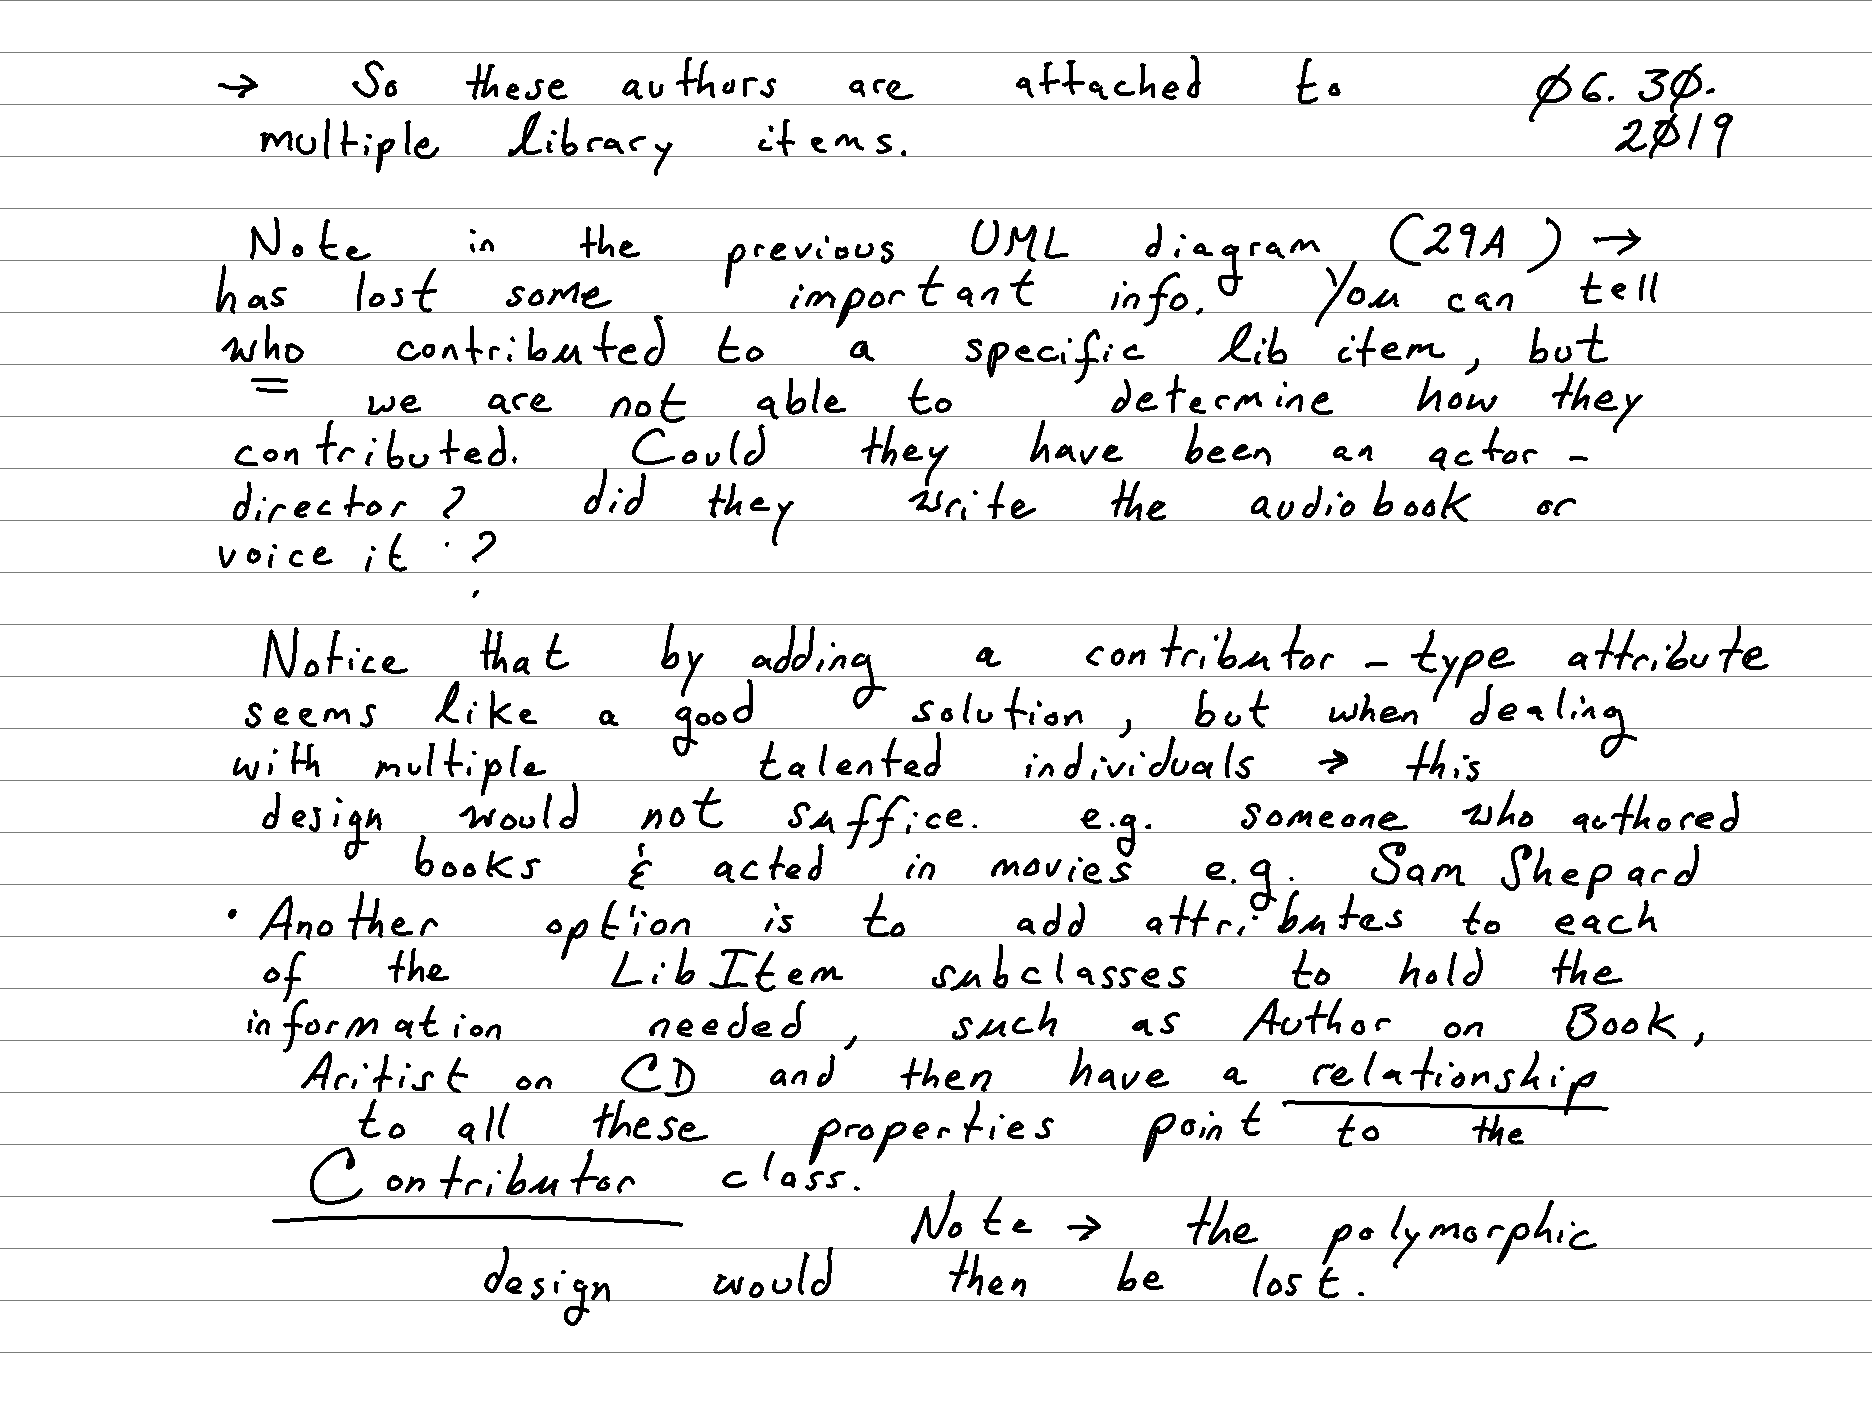 → So these authors are attached to
Ø6. 3Ø.
2Ø19
multiple library items.
Note in the previous UML diagram (29A) →
has lost some important info. You can tell
who contributed to a specific lib item, but
we are not able to determine how they
contributed. Could they have been an actor -
director? did they write the audiobook or
voice it ?
Notice that by adding a contributor - type attribute
seems like a good solution, but when dealing
with multiple talented individuals → this
design would not suffice. e.g. someone who authored
books & acted in movies e.g. Sam Shepard
• Another option is to add attributes to each
of the LibItem subclasses to hold the
information needed, such as Author on Book,
Aritist on CD and then have a relationship
to all these properties point to the
Contributor class.
Note → the polymorphic
design would then be lost.